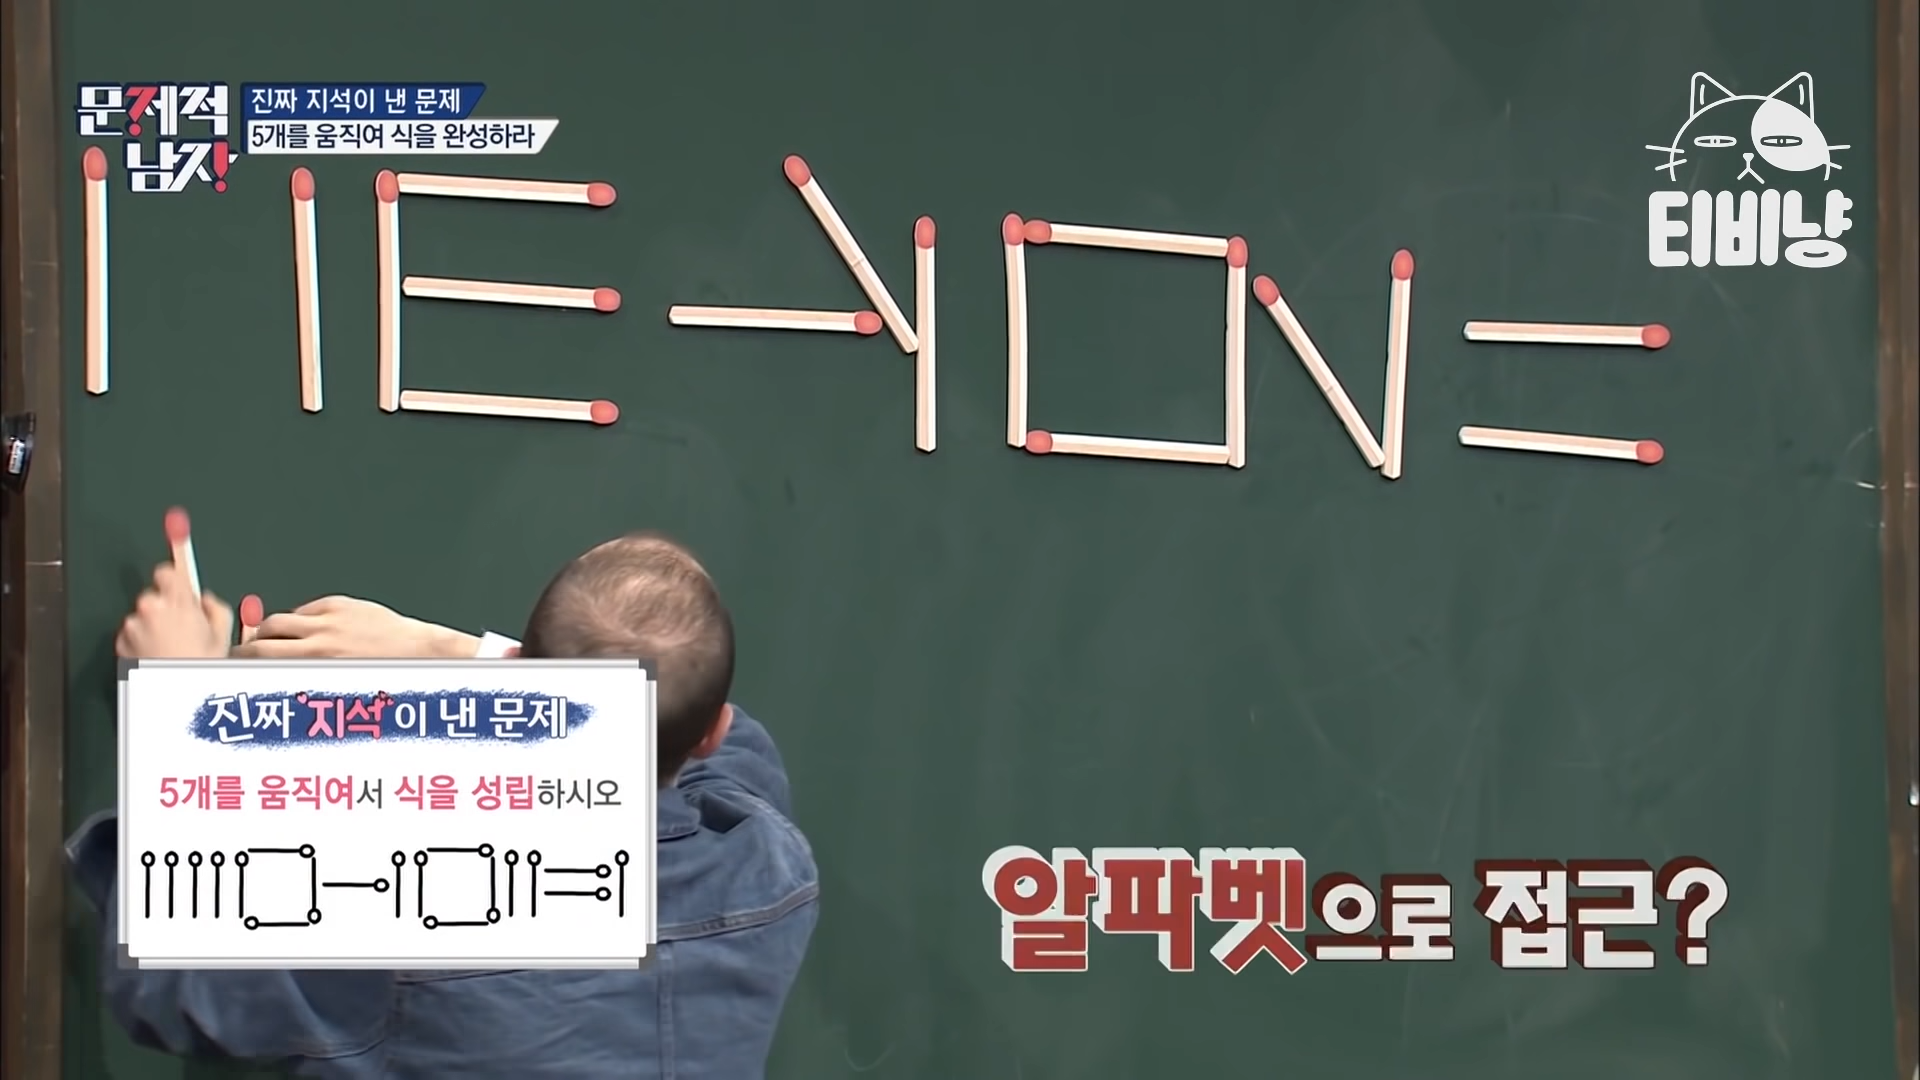 문제적
남자!
진짜 지석이 낸 문제
5개를 움직여 식을 완성하라
티비냥
진짜 지석이 낸 문제
5개를 움직여서 식을 성립하시오
알파벳으로 접근?